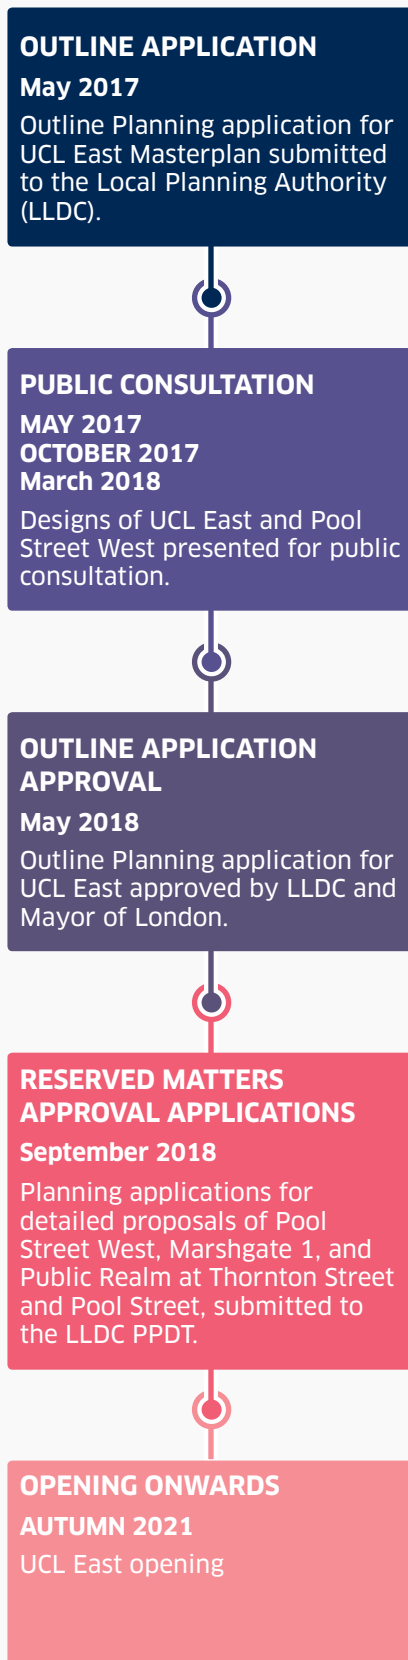 OUTLINE APPLICATION
May 2017
Outline Planning application for
UCL East Masterplan submitted
to the Local Planning Authority
(LLDC).
PUBLIC CONSULTATION
MAY 2017
OCTOBER 2017
March 2018
Designs of UCL East and Pool
Street West presented for public
consultation.
OUTLINE APPLICATION
APPROVAL
May 2018
Outline Planning application for
UCL East approved by LLDC and
Mayor of London.
RESERVED MATTERS
APPROVAL APPLICATIONS
September 2018
Planning applications for
detailed proposals of Pool
Street West, Marshgate 1, and
Public Realm at Thornton Street
and Pool Street, submitted to
the LLDC PPDT.
OPENING ONWARDS
AUTUMN 2021
UCL East opening